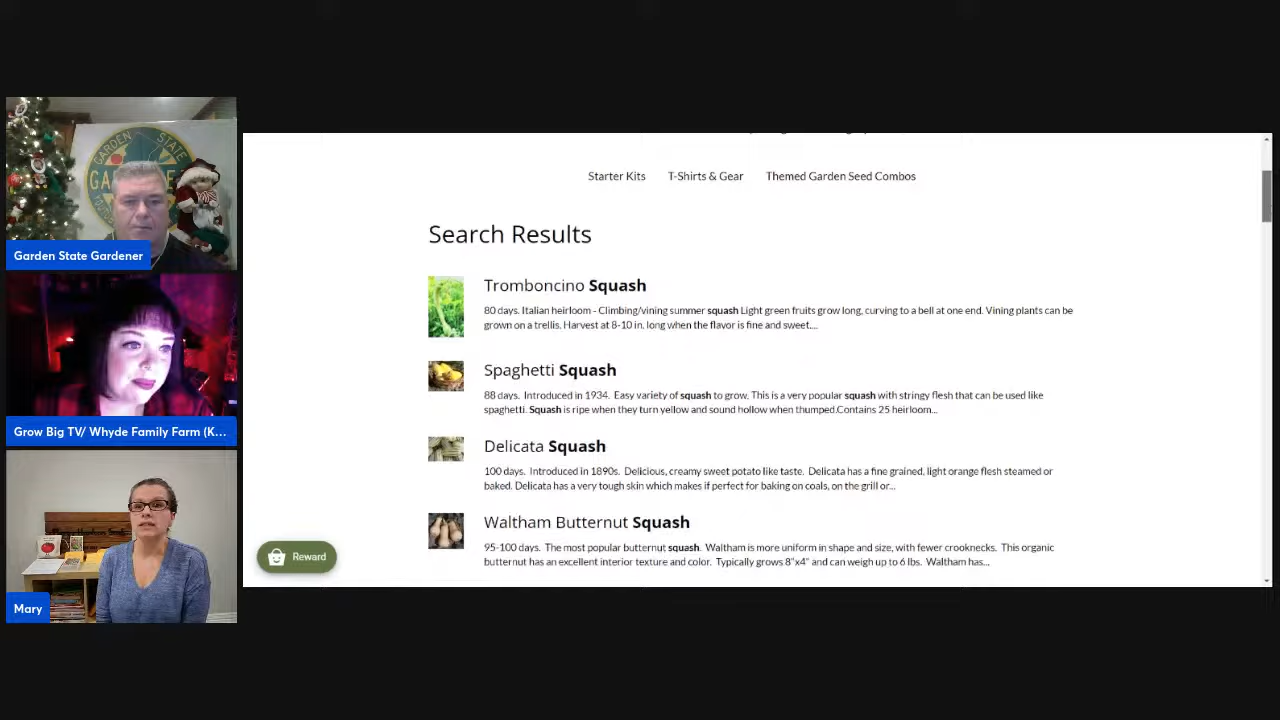 GARDEN STATE
Garden State Gardener
Grow Big TV/ Whyde Family Farm (K...
Mary
Starter Kits T-Shirts & Gear Themed Garden Seed Combos
Search Results
Tromboncino Squash
80 days. Italian heirloom - Climbing/vining summer squash Light green fruits grow long, curving to a bell at one end. Vining plants can be
grown on a trellis. Harvest at 8-10 in. long when the flavor is fine and sweet....
Spaghetti Squash
88 days. Introduced in 1934. Easy variety of squash to grow. This is a very popular squash with stringy flesh that can be used like
spaghetti. Squash is ripe when they turn yellow and sound hollow when thumped.Contains 25 heirloom...
Delicata Squash
100 days. Introduced in 1890s. Delicious, creamy sweet potato like taste. Delicata has a fine grained, light orange flesh steamed or
baked. Delicata has a very tough skin which makes if perfect for baking on coals, on the grill or...
Waltham Butternut Squash
95-100 days. The most popular butternut squash. Waltham is more uniform in shape and size, with fewer crooknecks. This organic
butternut has an excellent interior texture and color. Typically grows 8"x4" and can weigh up to 6 lbs. Waltham has...
Reward